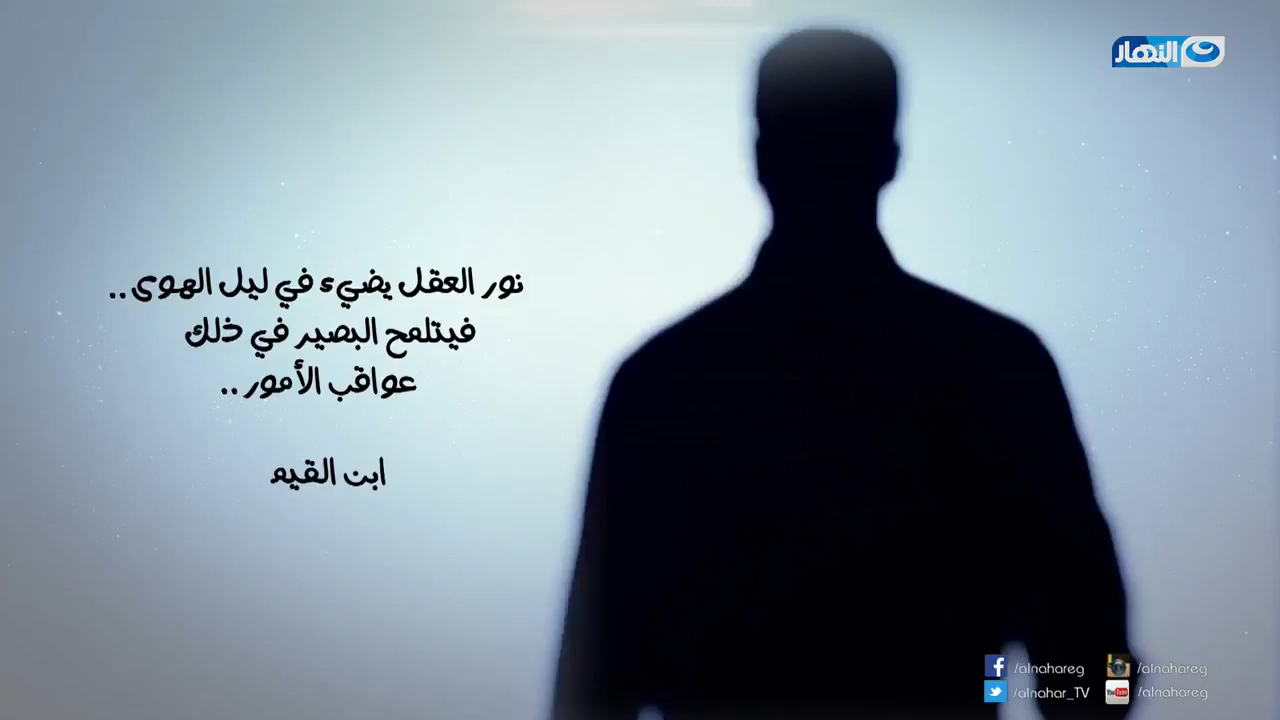 النهار
نور العقل يضيء في ليل الهوى..
فيتلمح البصير في ذلك
عواقب الأمور..
ابن القيم
/alnahareg
/alnahareg
/alnahar_TV
/alnahareg